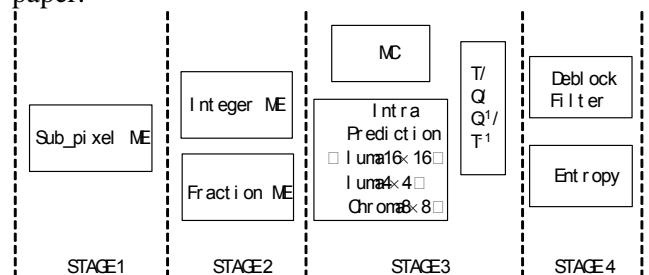 paper.
Sub_pixel ME
STAGE1
Integer ME
Fraction ME
STAGE2
MC
Intra
Prediction
□ luma16×16□
luma4×4□
Chroma8×8□
T/
Q/
Q¹/
T⁻¹
STAGE3
Deblock
Filter
Entropy
STAGE4